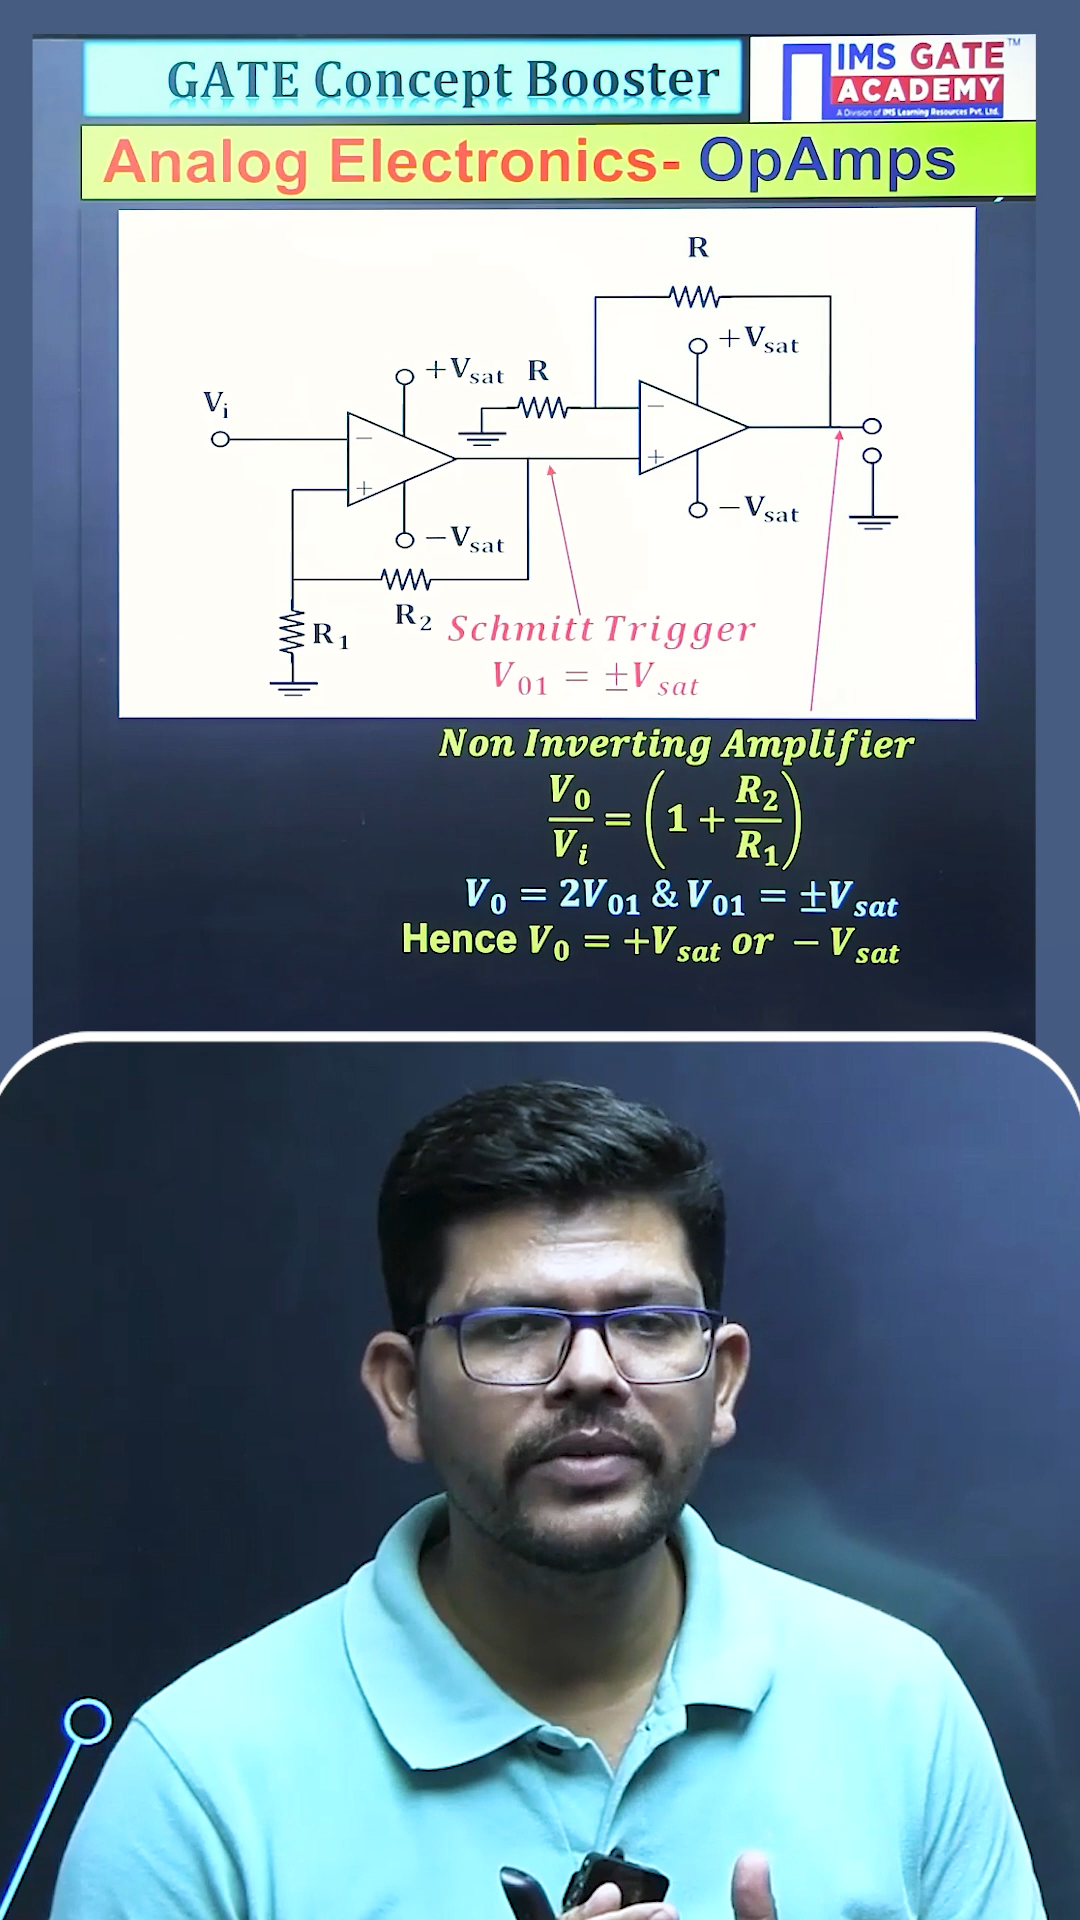 GATE Concept Booster
IMS GATE
ACADEMY
TM
A Division of IMS Learning Resources Pvt. Ltd.
Analog Electronics- OpAmps
R
+Vsat
+Vsat
R
Vi
−
+
−
+
−Vsat
−Vsat
R2
R1
Schmitt Trigger
V01 = ±Vsat
Non Inverting Amplifier
V0/Vi = (1 + R2/R1)
V0 = 2V01 & V01 = ±Vsat
Hence V0 = +Vsat or − Vsat